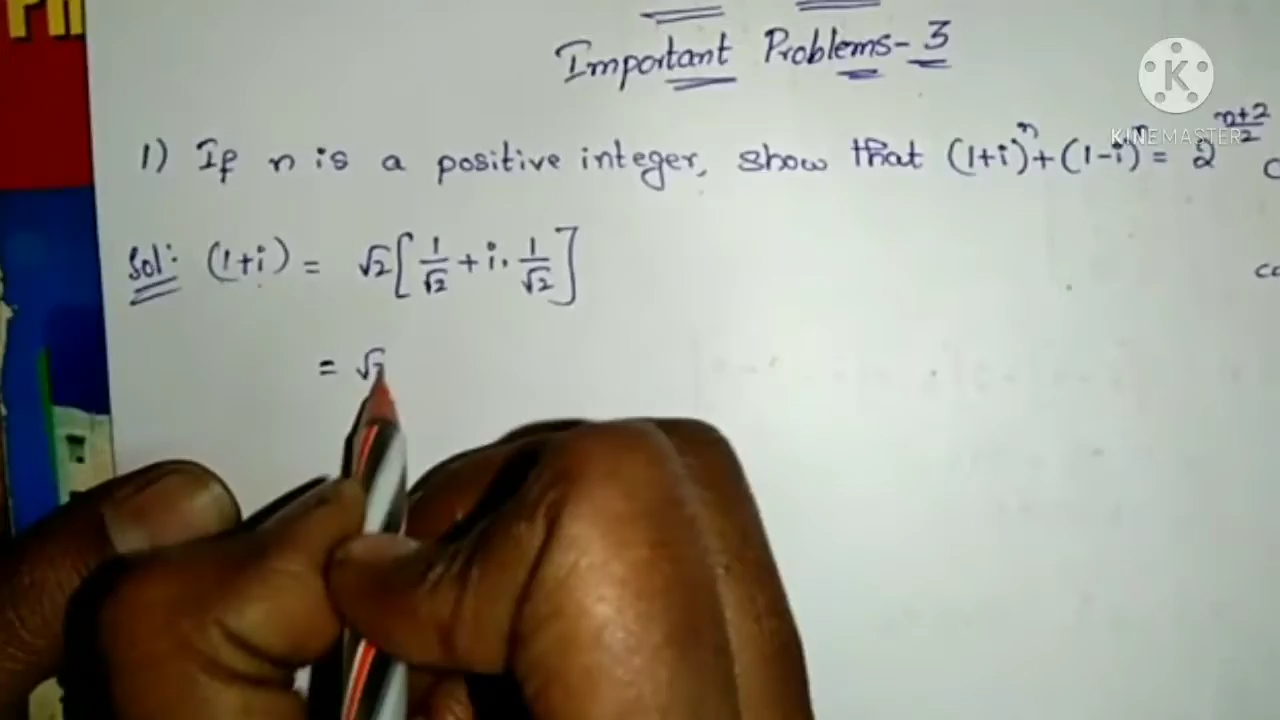 Important Problems-3
KINEMASTER
1) If n is a positive integer, show that (1+i)^n+(1-i)^n = 2^{\frac{n+2}{2}}
Sol: (1+i) = √2[1/√2 + i. 1/√2]
= √